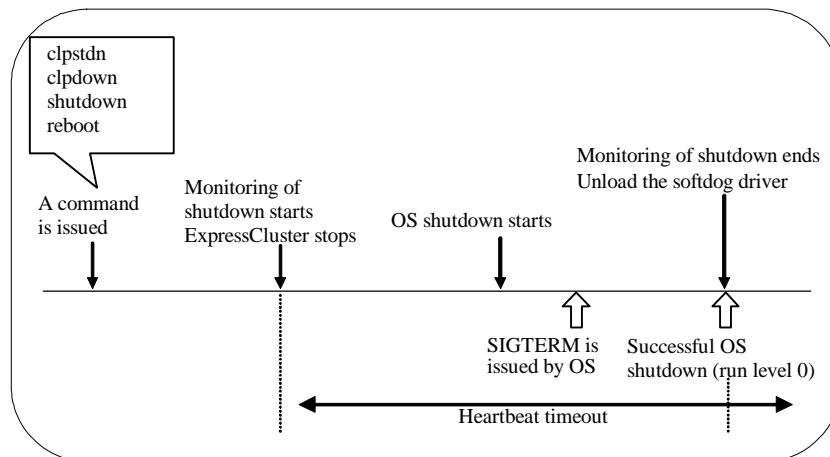 clpstdn
clpdown
shutdown
reboot
A command
is issued
Monitoring of
shutdown starts
ExpressCluster stops
OS shutdown starts
Monitoring of shutdown ends
Unload the softdog driver
SIGTERM is
issued by OS
Successful OS
shutdown (run level 0)
Heartbeat timeout